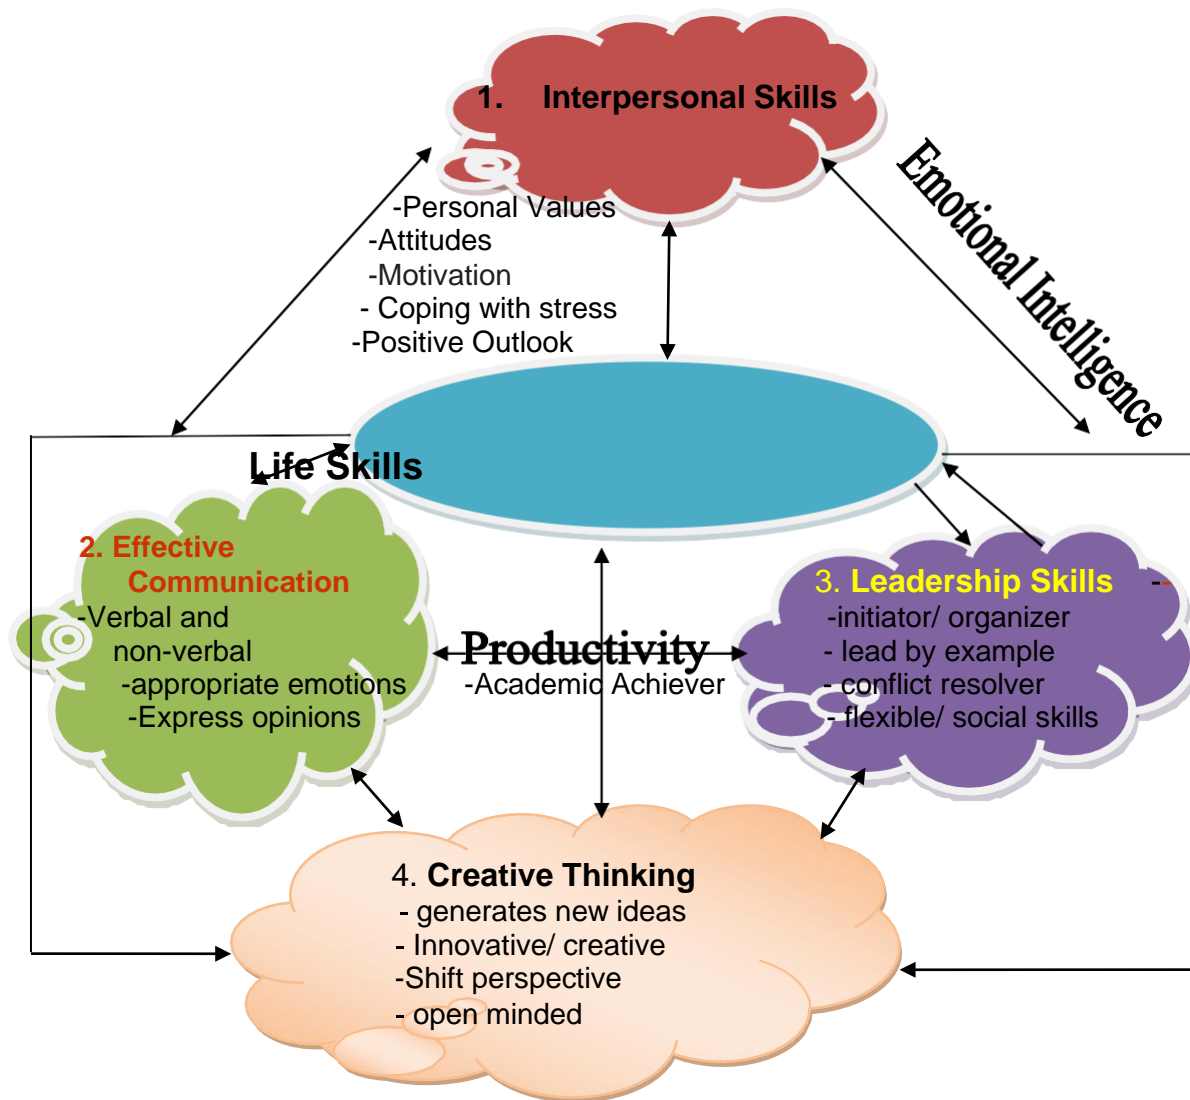 1. Interpersonal Skills
-Personal Values
-Attitudes
-Motivation
- Coping with stress
-Positive Outlook
Emotional Intelligence
Life Skills
2. Effective
Communication
-Verbal and
non-verbal
-appropriate emotions
-Express opinions
Productivity
-Academic Achiever
3. Leadership Skills --
-initiator/ organizer
- lead by example
- conflict resolver
- flexible/ social skills
4. Creative Thinking
- generates new ideas
- Innovative/ creative
-Shift perspective
- open minded